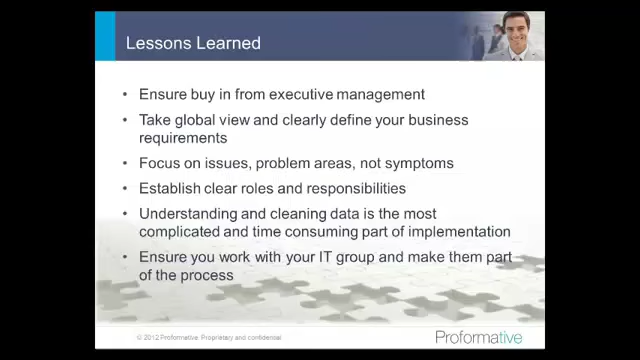 Lessons Learned
• Ensure buy in from executive management
• Take global view and clearly define your business
requirements
• Focus on issues, problem areas, not symptoms
• Establish clear roles and responsibilities
• Understanding and cleaning data is the most
complicated and time consuming part of implementation
• Ensure you work with your IT group and make them part
of the process
© 2012 Proformative. Proprietary and confidential
Proformative